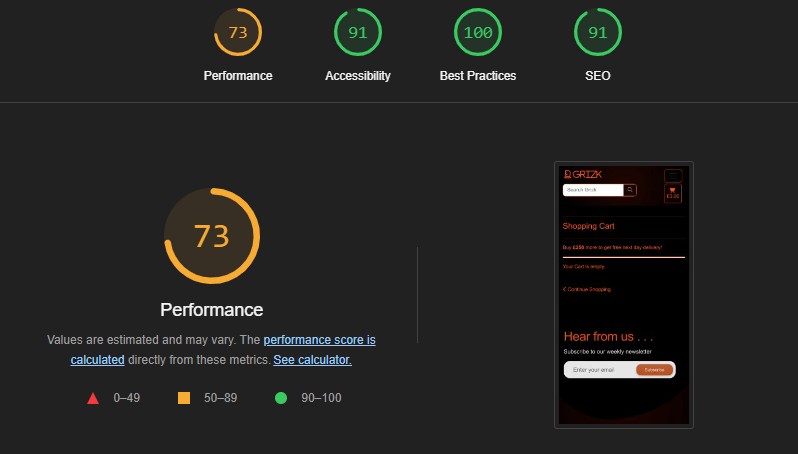 73
91
100
91
Performance
Accessibility
Best Practices
SEO
73
Performance
Values are estimated and may vary. The performance score is
calculated directly from these metrics. See calculator.
0–49
50–89
90–100
GRIZK
Search Grizk
£0.00
Shopping Cart
Buy £250 more to get free next day delivery!
Your Cart is empty.
Continue Shopping
Hear from us . . .
Subscribe to our weekly newsletter
Enter your email
Subscribe